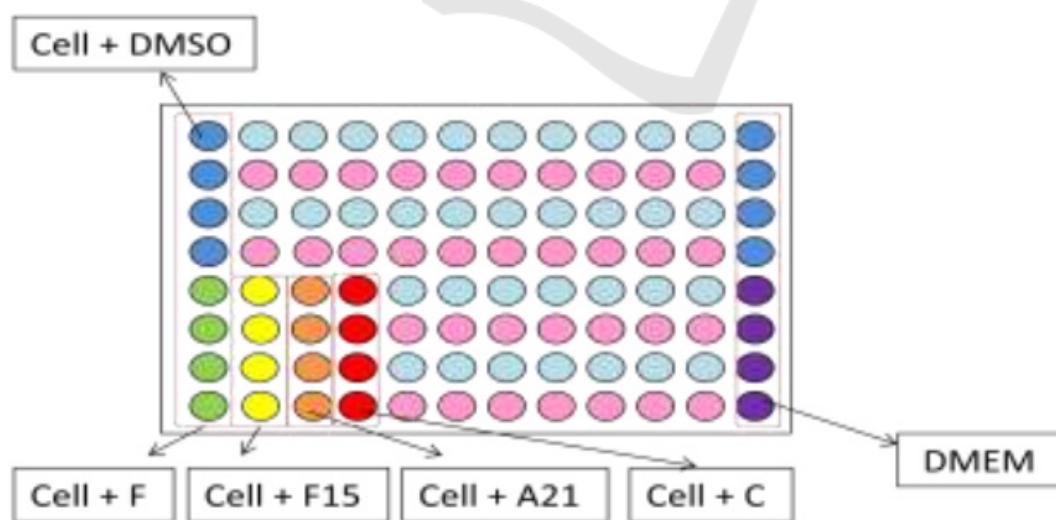 Cell + DMSO
DMEM
Cell + F
Cell + F15
Cell + A21
Cell + C